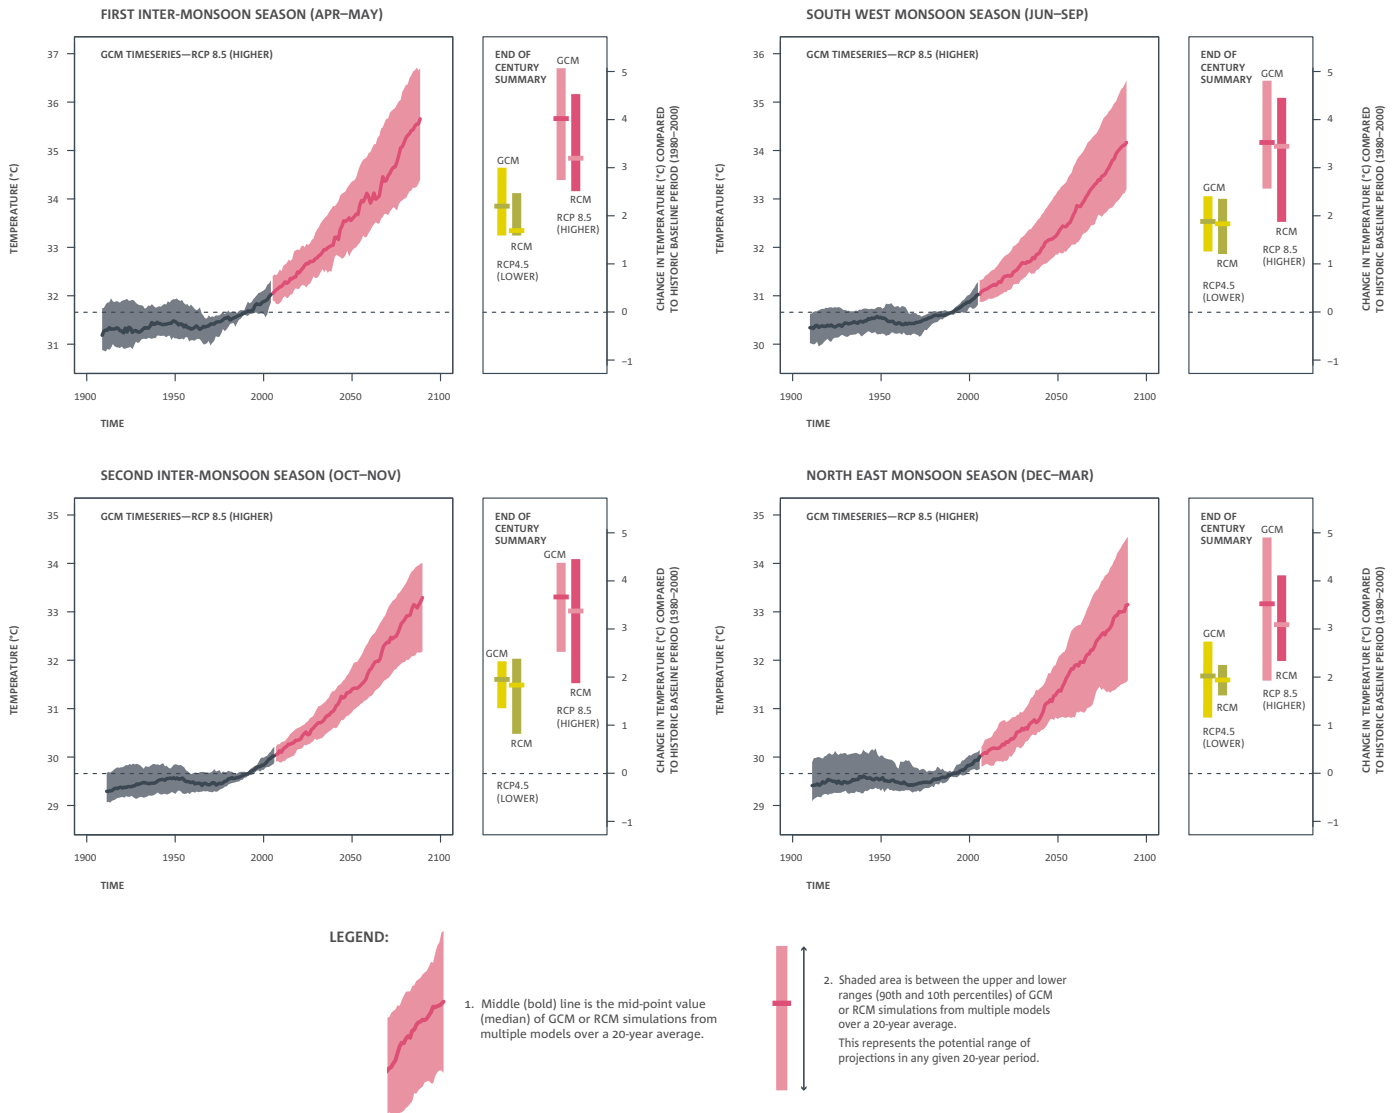 FIRST INTER-MONSOON SEASON (APR–MAY)
GCM TIMESERIES—RCP 8.5 (HIGHER)
TEMPERATURE (°C)
37
36
35
34
33
32
31
1900
1950
2000
2050
2100
TIME
END OF
CENTURY
SUMMARY
GCM
GCM
RCM
RCM
RCP 8.5
(HIGHER)
RCP4.5
(LOWER)
5
4
3
2
1
0
–1
CHANGE IN TEMPERATURE (°C) COMPARED
TO HISTORIC BASELINE PERIOD (1980–2000)
SOUTH WEST MONSOON SEASON (JUN–SEP)
GCM TIMESERIES—RCP 8.5 (HIGHER)
TEMPERATURE (°C)
36
35
34
33
32
31
30
1900
1950
2000
2050
2100
TIME
END OF
CENTURY
SUMMARY
GCM
GCM
RCM
RCM
RCP 8.5
(HIGHER)
RCP4.5
(LOWER)
5
4
3
2
1
0
–1
CHANGE IN TEMPERATURE (°C) COMPARED
TO HISTORIC BASELINE PERIOD (1980–2000)
SECOND INTER-MONSOON SEASON (OCT–NOV)
GCM TIMESERIES—RCP 8.5 (HIGHER)
TEMPERATURE (°C)
35
34
33
32
31
30
29
1900
1950
2000
2050
2100
TIME
END OF
CENTURY
SUMMARY
GCM
GCM
RCM
RCP 8.5
(HIGHER)
RCM
RCP4.5
(LOWER)
5
4
3
2
1
0
–1
CHANGE IN TEMPERATURE (°C) COMPARED
TO HISTORIC BASELINE PERIOD (1980–2000)
NORTH EAST MONSOON SEASON (DEC–MAR)
GCM TIMESERIES—RCP 8.5 (HIGHER)
TEMPERATURE (°C)
35
34
33
32
31
30
29
1900
1950
2000
2050
2100
TIME
END OF
CENTURY
SUMMARY
GCM
GCM
RCM
RCP 8.5
(HIGHER)
RCM
RCP4.5
(LOWER)
5
4
3
2
1
0
–1
CHANGE IN TEMPERATURE (°C) COMPARED
TO HISTORIC BASELINE PERIOD (1980–2000)
LEGEND:
1. Middle (bold) line is the mid-point value
(median) of GCM or RCM simulations from
multiple models over a 20-year average.
2. Shaded area is between the upper and lower
ranges (90th and 10th percentiles) of GCM
or RCM simulations from multiple models
over a 20-year average.
This represents the potential range of
projections in any given 20-year period.